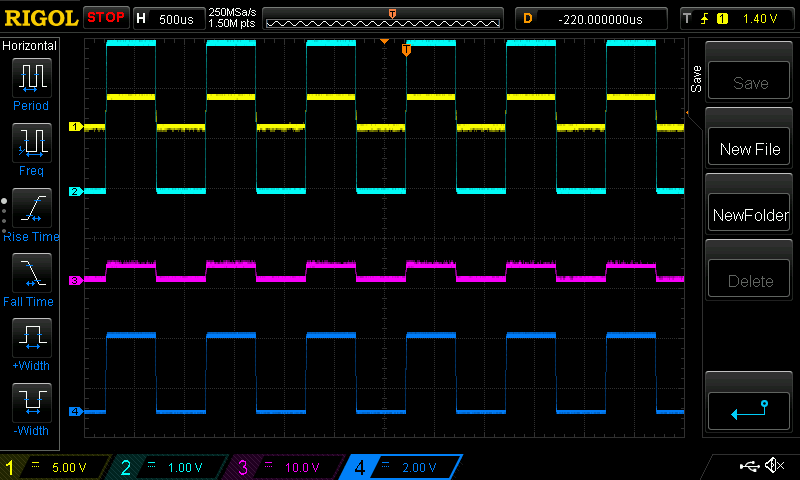 RIGOL STOP H 500us 250MSa/s 1.50M pts T D -220.000000us T 1 1.40 V
Horizontal
Period
Freq
Rise Time
Fall Time
+Width
-Width
T
1
2
3
4
Save
Save
New File
NewFolder
Delete
1 5.00 V 2 1.00 V 3 10.0 V 4 2.00 V